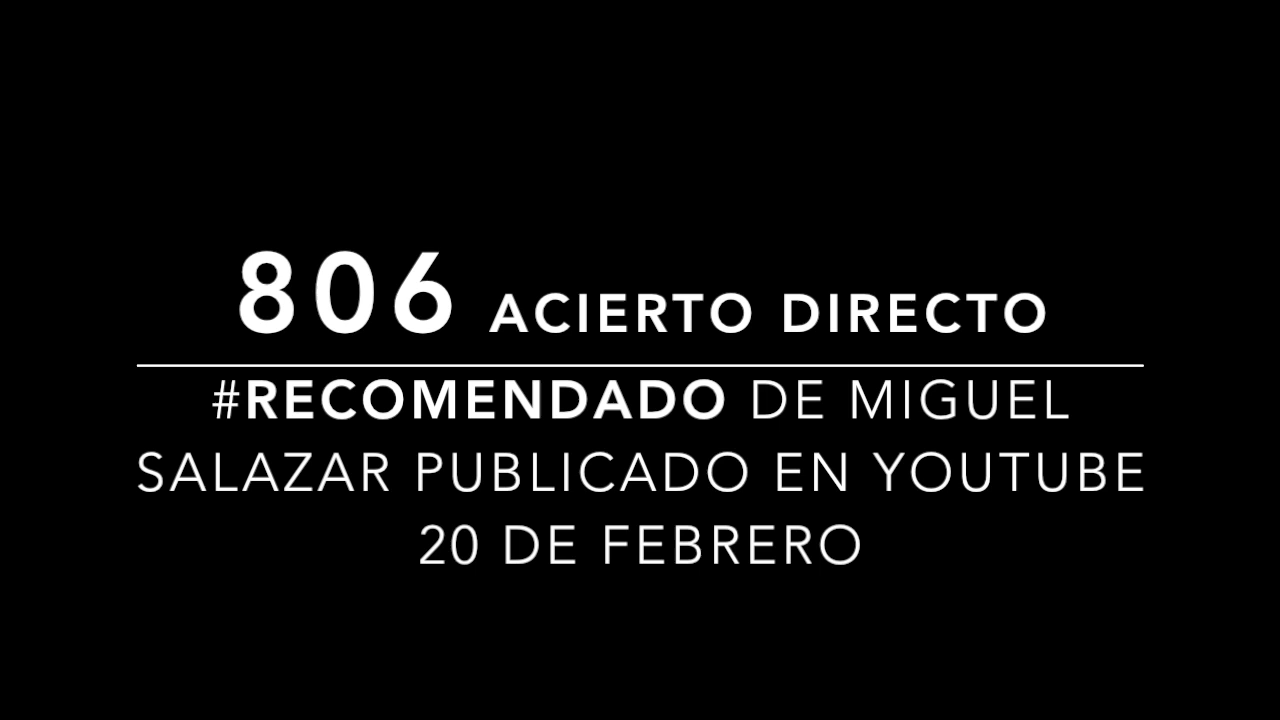 806 ACIERTO DIRECTO
#RECOMENDADO DE MIGUEL
SALAZAR PUBLICADO EN YOUTUBE
20 DE FEBRERO